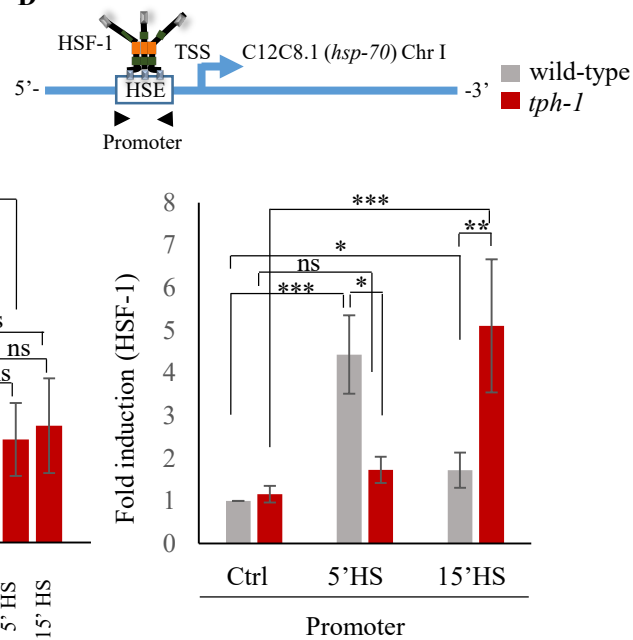 HSF-1
TSS
C12C8.1 (hsp-70) Chr I
5'-
HSE
-3'
Promoter
wild-type
tph-1
ns
5' HS
15' HS
Fold induction (HSF-1)
8
7
6
5
4
3
2
1
0
***
**
*
ns
***
*
Ctrl
5'HS
15'HS
Promoter